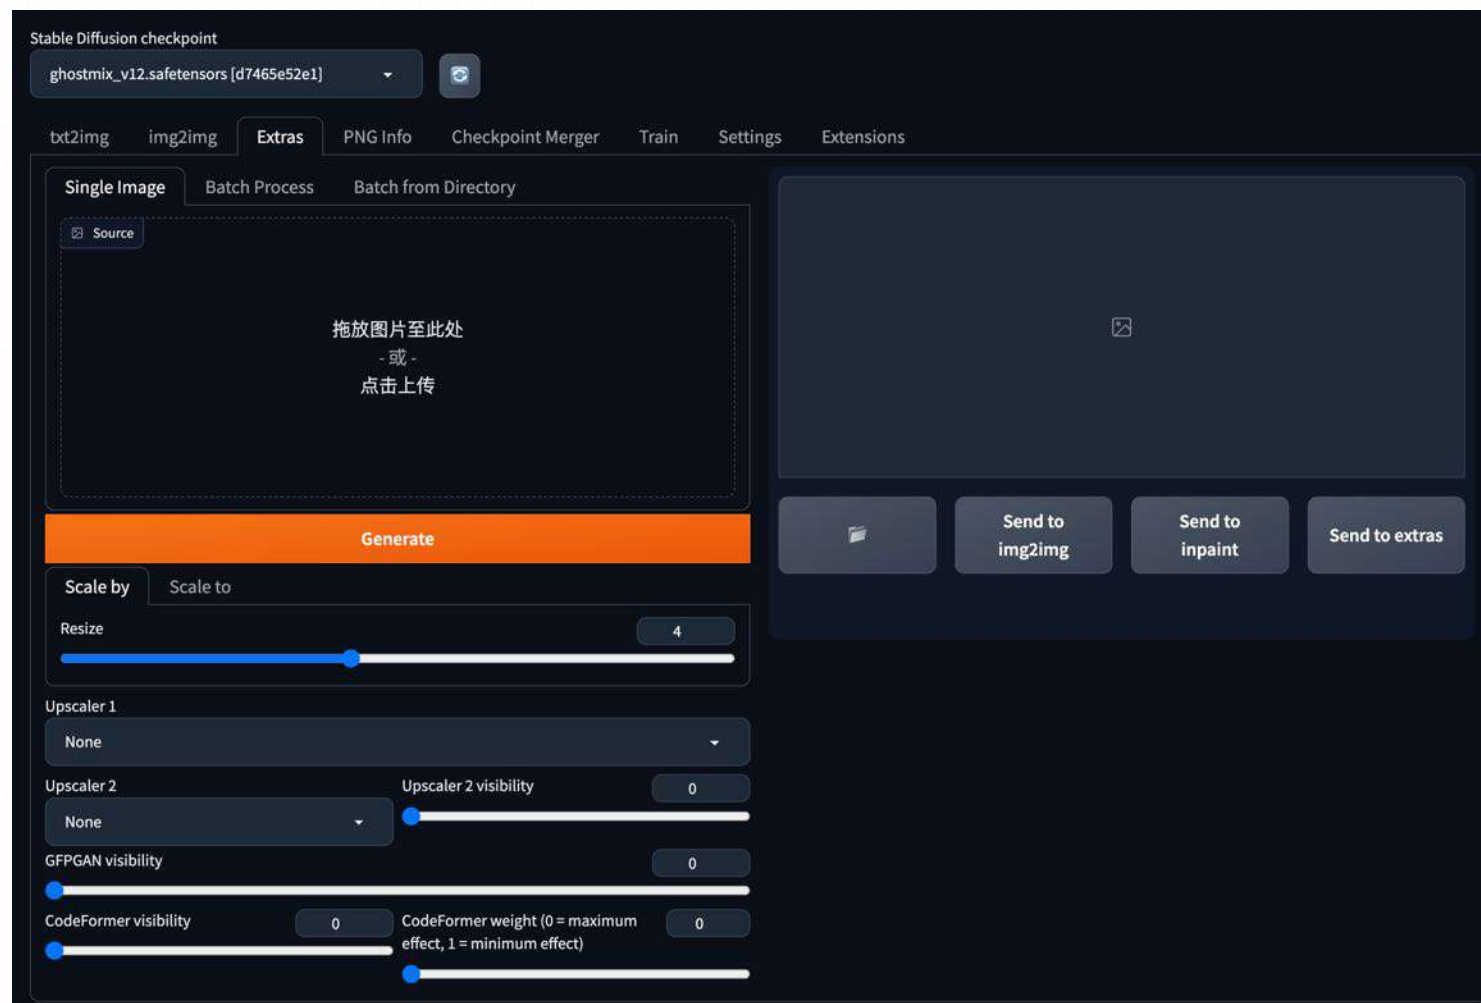 Stable Diffusion checkpoint
ghostmix_v12.safetensors [d7465e52e1]
txt2img img2img Extras PNG Info Checkpoint Merger Train Settings Extensions
Single Image Batch Process Batch from Directory
Source
拖放图片至此处
- 或 -
点击上传
Generate
Send to
img2img
Send to
inpaint
Send to extras
Scale by Scale to
Resize 4
Upscaler 1
None
Upscaler 2
None
Upscaler 2 visibility 0
GFPGAN visibility 0
CodeFormer visibility 0
CodeFormer weight (0 = maximum
effect, 1 = minimum effect) 0